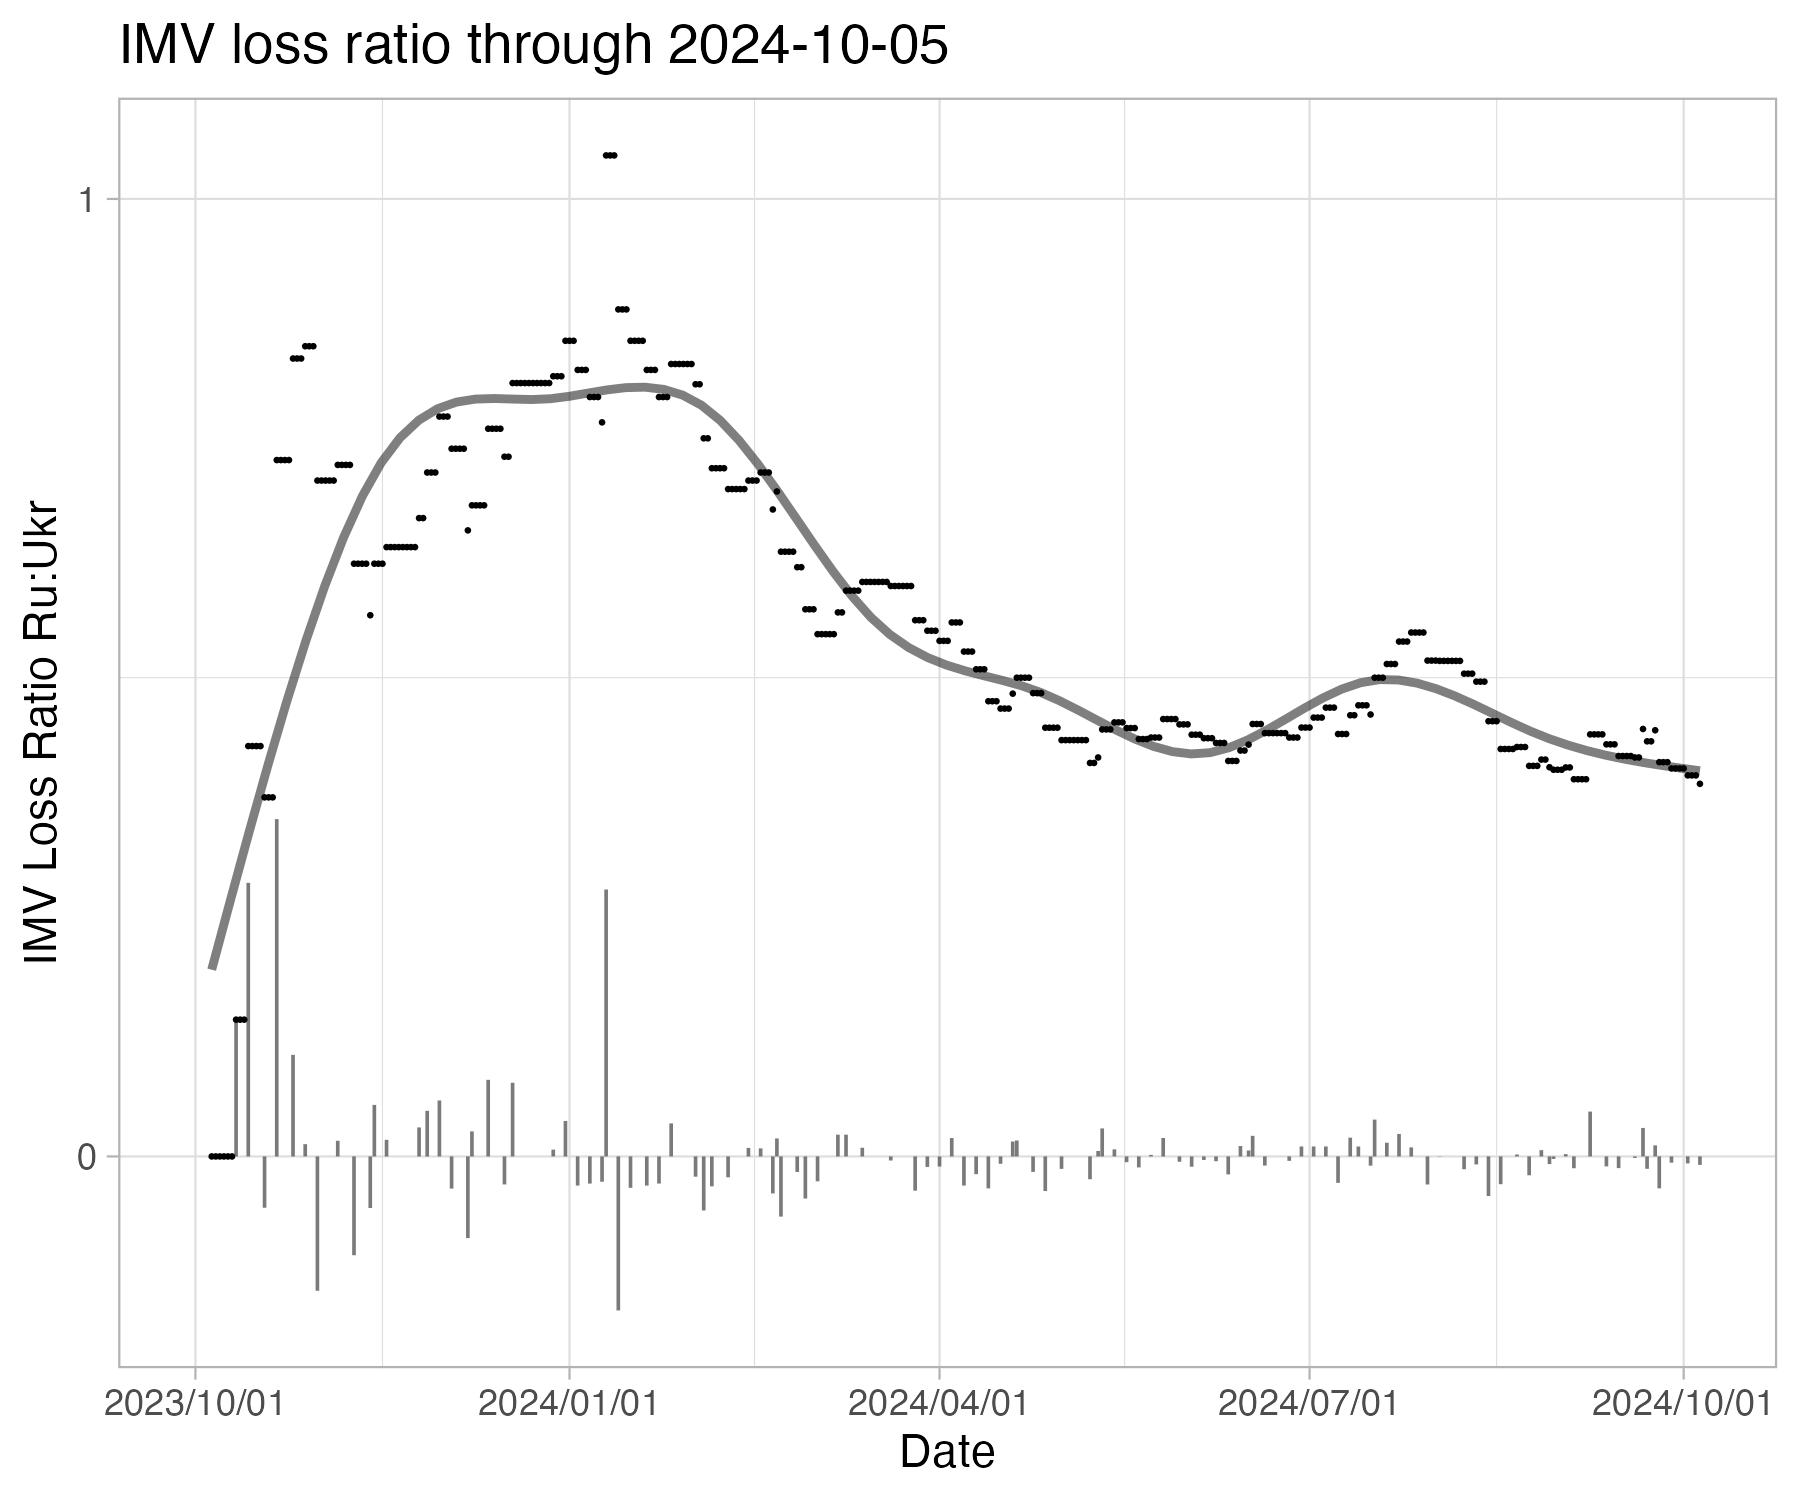 IMV loss ratio through 2024-10-05
IMV Loss Ratio Ru:Ukr
1
0
2023/10/01 2024/01/01 2024/04/01 2024/07/01 2024/10/01
Date